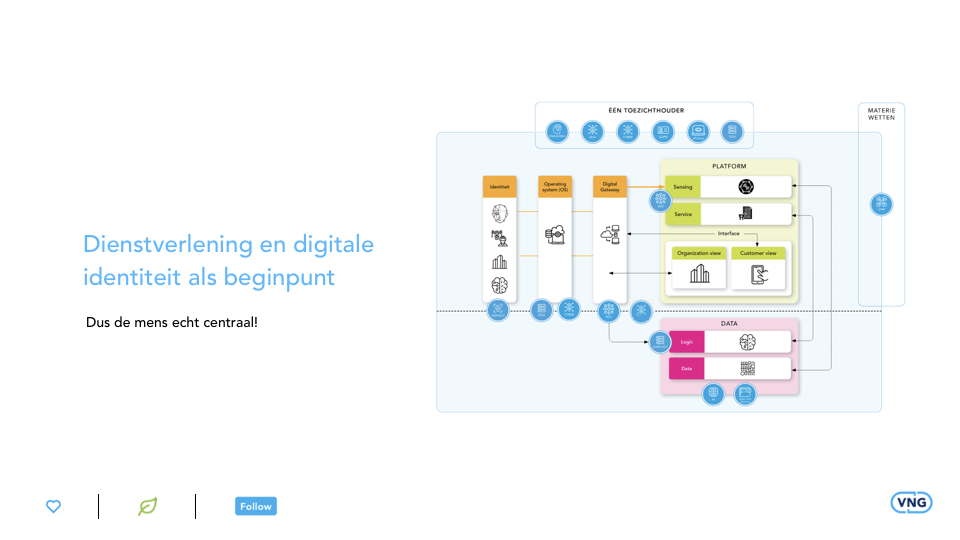 ÉÉN TOEZICHTHOUDER
MATERIE
WETTEN
PLATFORM
Identiteit
Operating
system (OS)
Digital
Gateway
Sensing
Service
Interface
Organization view
Customer view
Dienstverlening en digitale
identiteit als beginpunt
Dus de mens echt centraal!
DATA
Logic
Data
Follow
VNG